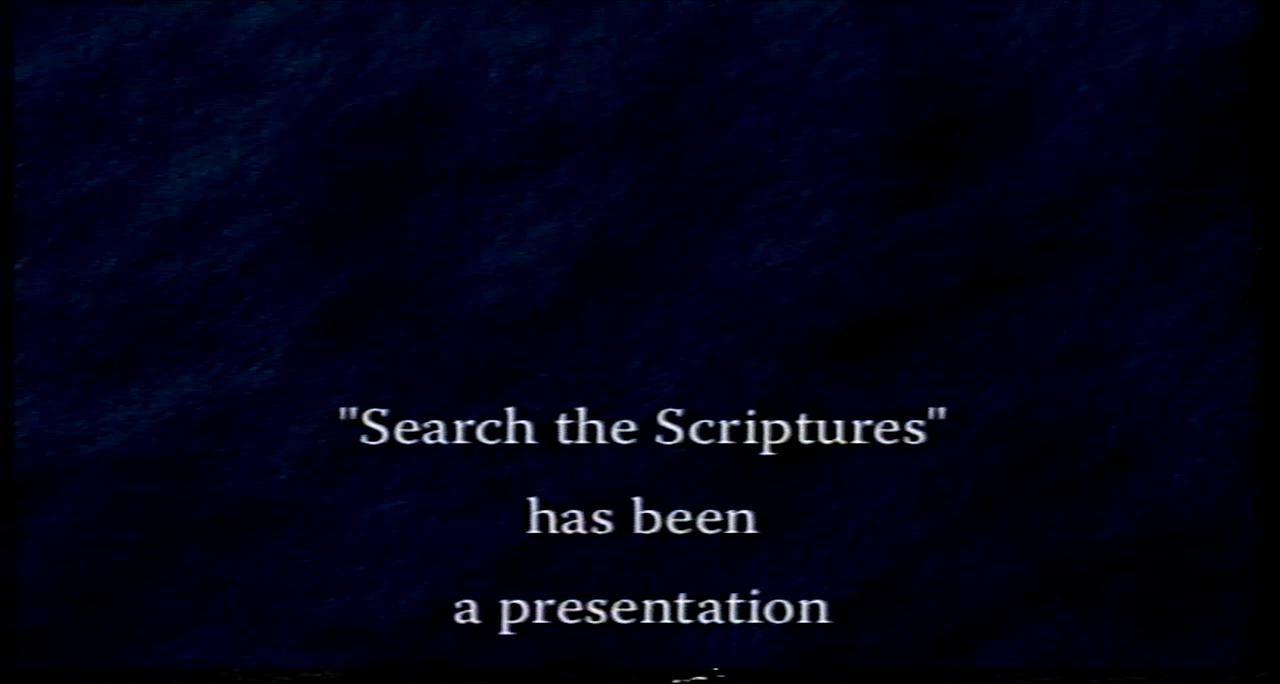 "Search the Scriptures"
has been
a presentation